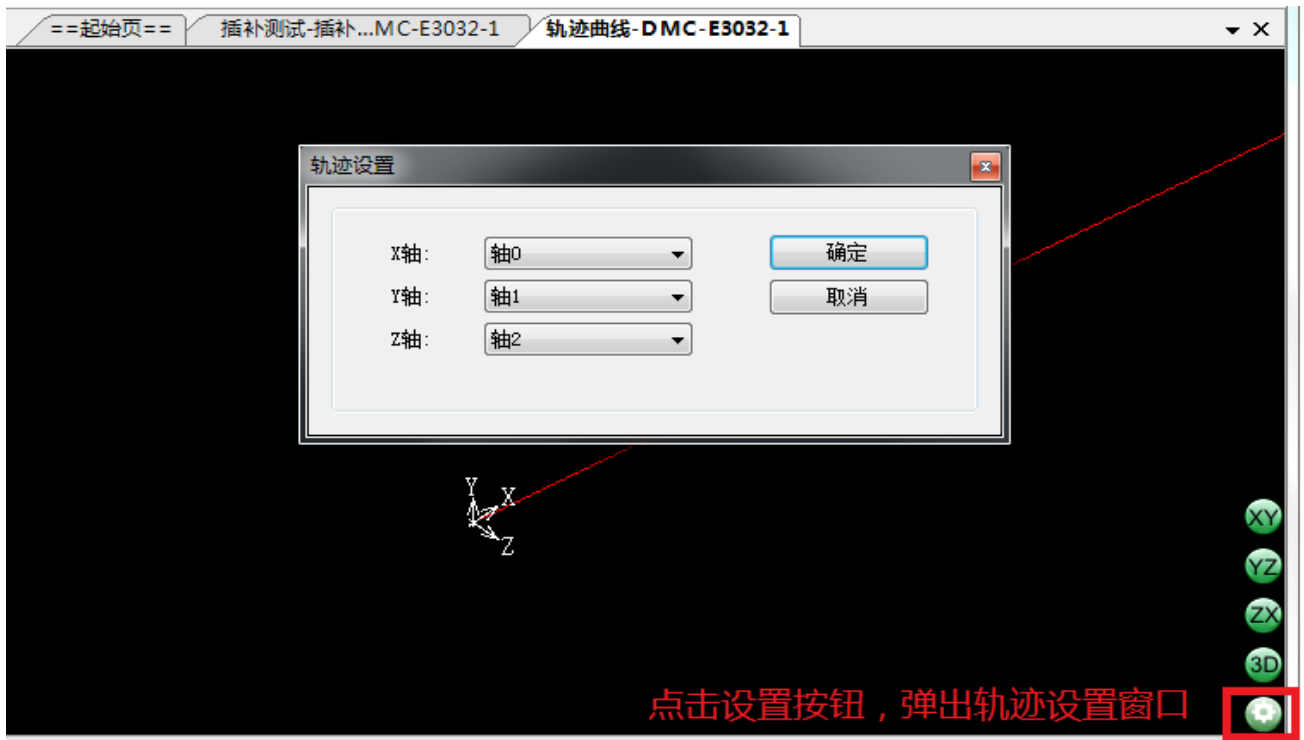 ==起始页== 插补测试-插补...MC-E3032-1 轨迹曲线-DMC-E3032-1
轨迹设置
X轴: 轴0 确定
Y轴: 轴1 取消
Z轴: 轴2
Y
X
Z
XY
YZ
ZX
3D
点击设置按钮，弹出轨迹设置窗口